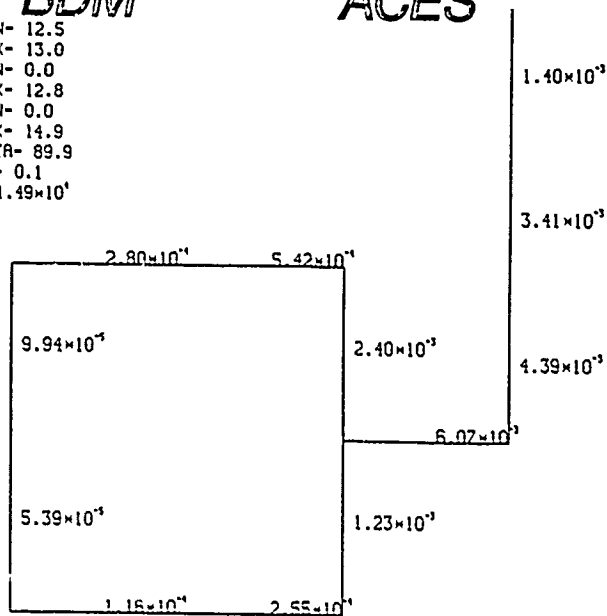 BDM ACES
N- 12.5
X- 13.0
N- 0.0
X- 12.8
N- 0.0
X- 14.9
TA- 89.9
- 0.1
1.49×10⁴
1.40×10⁻³
3.41×10⁻³
2.80×10⁻⁴ 5.42×10⁻⁴
9.94×10⁻⁵ 2.40×10⁻³
4.39×10⁻³
6.07×10⁻³
5.39×10⁻⁵ 1.23×10⁻³
1.16×10⁻⁴ 2.55×10⁻⁴